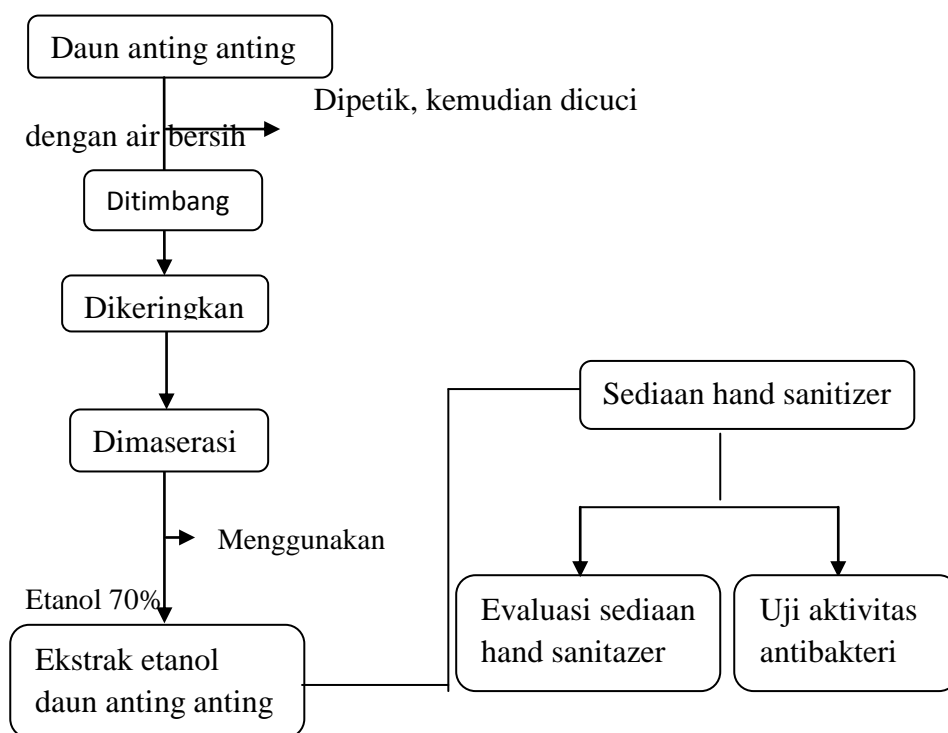 Daun anting anting
Dipetik, kemudian dicuci
dengan air bersih
Ditimbang
Dikeringkan
Dimaserasi
Menggunakan
Etanol 70%
Ekstrak etanol
daun anting anting
Sediaan hand sanitizer
Evaluasi sediaan
hand sanitazer
Uji aktivitas
antibakteri